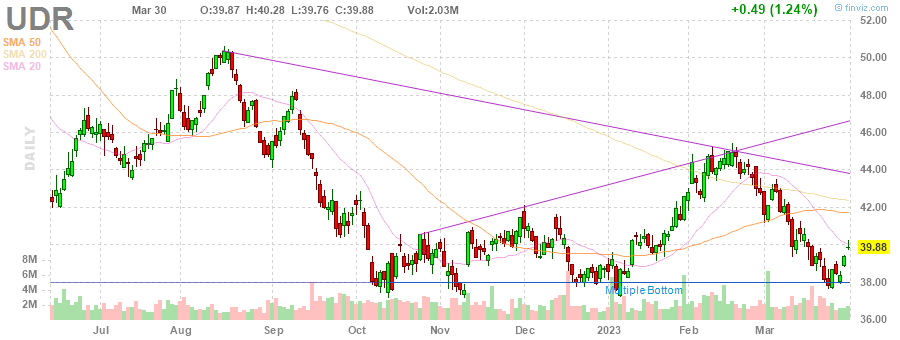 UDR Mar 30 O:39.87 H:40.28 L:39.76 C:39.88 Vol:2.03M +0.49 (1.24%) © finviz.com
SMA 50
SMA 200
SMA 20
DAILY
52.00
50.00
48.00
46.00
44.00
42.00
39.88
38.00
36.00
8M
6M
4M
2M
Multiple Bottom
Jul Aug Sep Oct Nov Dec 2023 Feb Mar